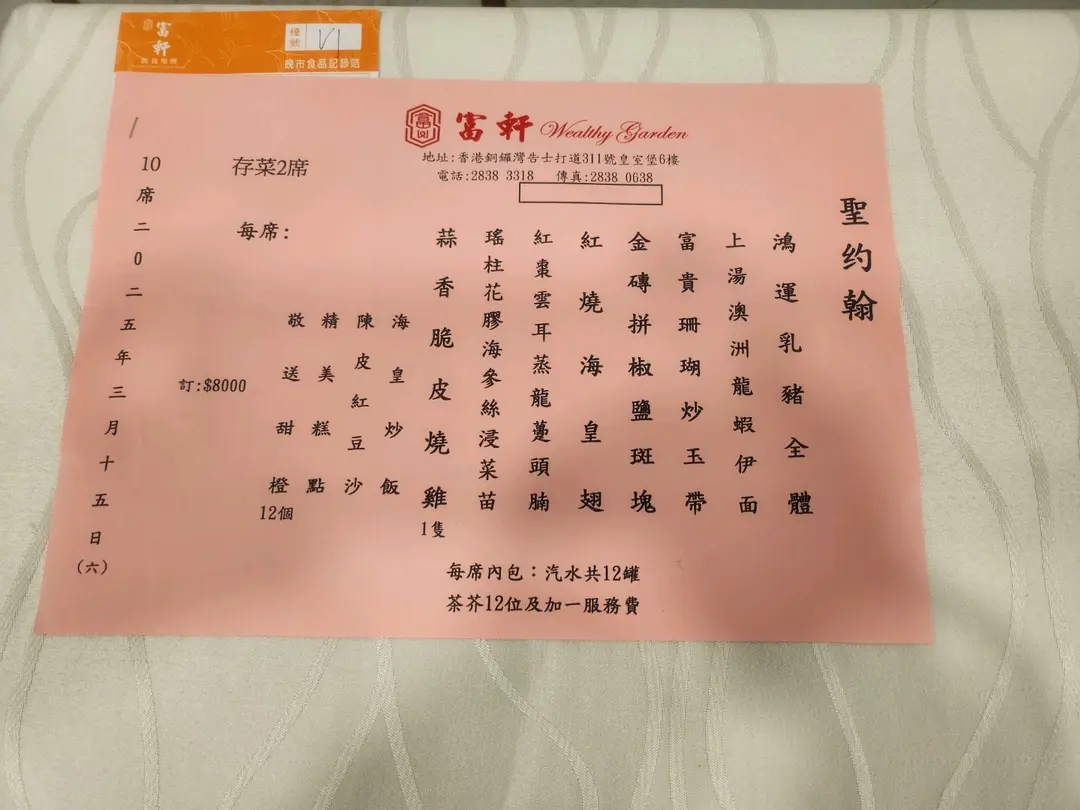 富軒
檯號 V1
晚市食品記錄咭
富軒 Wealthy Garden
地址:香港銅鑼灣告士打道311號皇室堡6樓
電話:2838 3318 傳真:2838 0638
聖约翰
鴻運乳豬全體
上湯澳洲龍蝦伊面
富貴珊瑚炒玉帶
金磚拼椒鹽斑塊
紅燒海皇翅
紅棗雲耳蒸龍躉頭腩
瑤柱花膠海參絲浸菜苗
蒜香脆皮燒雞
1隻
海皇炒飯
陳皮紅豆沙
精美糕點
敬送甜橙
12個
每席:
存菜2席
訂:$8000
10席二0二五年三月十五日(六)
每席內包:汽水共12罐
茶芥12位及加一服務費